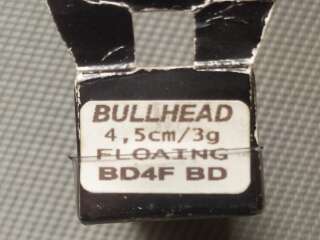 BULLHEAD
4,5cm/3g
FLOAING
BD4F BD